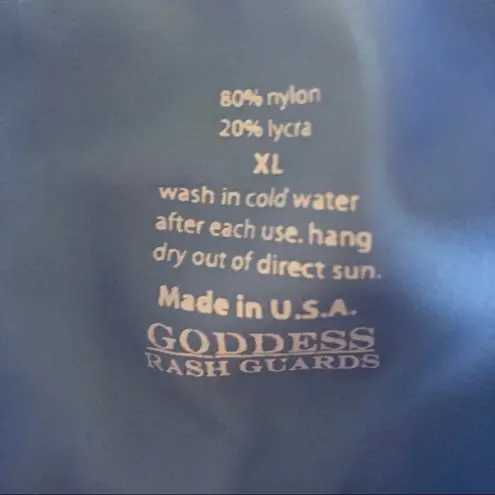 80% nylon
20% lycra
XL
wash in cold water
after each use. hang
dry out of direct sun.
Made in U.S.A.
GODDESS
RASH GUARDS